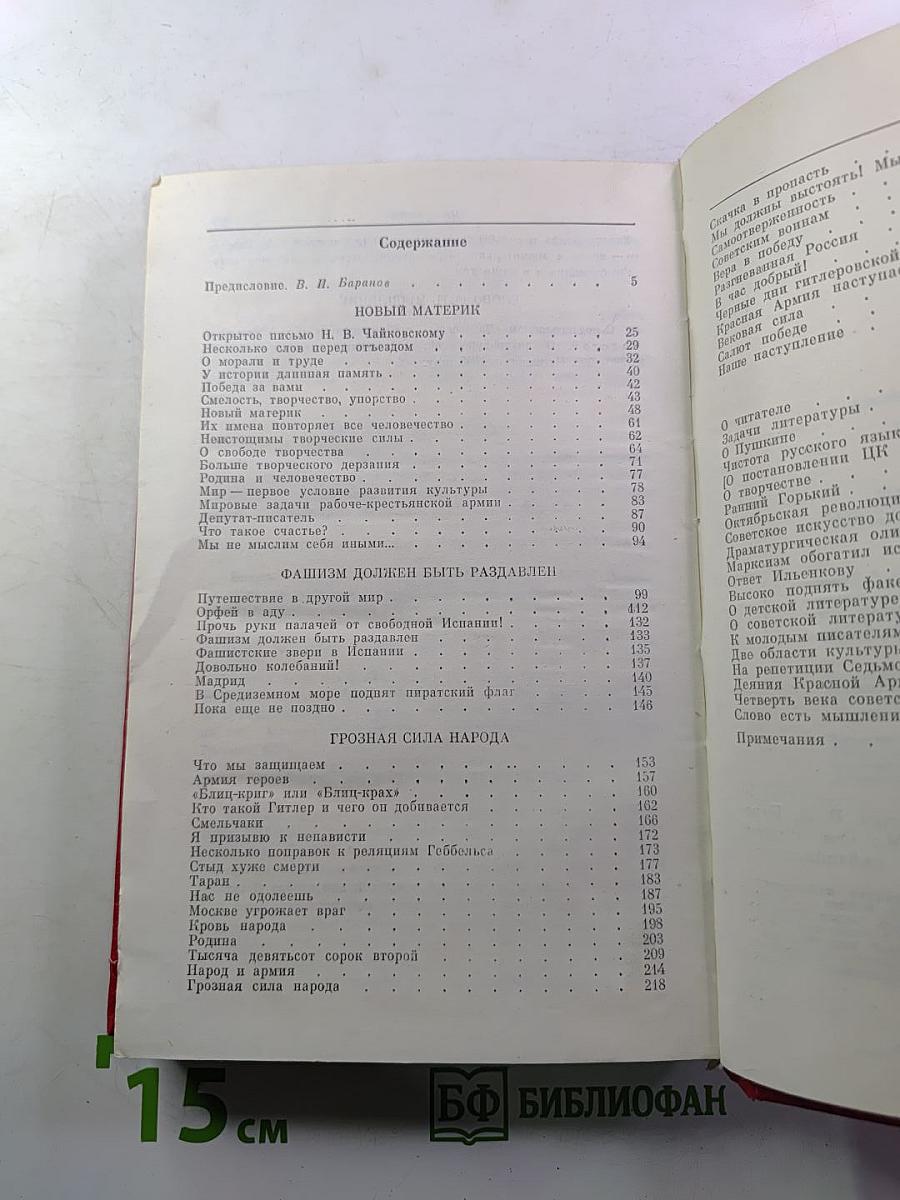 Содержание
Предисловие. В. И. Баранов . . . . . . . . . 5
НОВЫЙ МАТЕРИК
Открытое письмо Н. В. Чайковскому . . . . . . . 25
Несколько слов перед отъездом . . . . . . . 29
О морали и труде . . . . . . . . . . 32
У истории длинная память . . . . . . . . 40
Победа за вами . . . . . . . . . . 42
Смелость, творчество, упорство . . . . . . . 43
Новый материк . . . . . . . . . . 48
Их имена повторяет все человечество . . . . . . 61
Неистощимы творческие силы . . . . . . . 62
О свободе творчества . . . . . . . . 64
Больше творческого дерзания . . . . . . . 71
Родина и человечество . . . . . . . . 77
Мир — первое условие развития культуры . . . . . 78
Мировые задачи рабоче-крестьянской армии . . . . . 83
Депутат-писатель . . . . . . . . . 87
Что такое счастье? . . . . . . . . . 90
Мы не мыслим себя иными... . . . . . . . . 94
ФАШИЗМ ДОЛЖЕН БЫТЬ РАЗДАВЛЕН
Путешествие в другой мир . . . . . . . . 99
Орфей в аду . . . . . . . . . . 112
Прочь руки палачей от свободной Испании! . . . . . 132
Фашизм должен быть раздавлен . . . . . . . 133
Фашистские звери в Испании . . . . . . . 135
Довольно колебаний! . . . . . . . . . 137
Мадрид . . . . . . . . . . . 140
В Средиземном море поднят пиратский флаг . . . . 145
Пока еще не поздно . . . . . . . . . 146
ГРОЗНАЯ СИЛА НАРОДА
Что мы защищаем . . . . . . . . . 153
Армия героев . . . . . . . . . . 157
«Блиц-криг» или «Блиц-крах» . . . . . . . 160
Кто такой Гитлер и чего он добивается . . . . . 162
Смельчаки . . . . . . . . . . 166
Я призываю к ненависти . . . . . . . . 172
Несколько поправок к реляциям Геббельса . . . . . 173
Стыд хуже смерти . . . . . . . . . 177
Таран . . . . . . . . . . . 183
Нас не одолеешь . . . . . . . . . 187
Москве угрожает враг . . . . . . . . 195
Кровь народа . . . . . . . . . . 198
Родина . . . . . . . . . . . 203
Тысяча девятьсот сорок второй . . . . . . . 209
Народ и армия . . . . . . . . . . 214
Грозная сила народа . . . . . . . . . 218
Скачка в пропасть . .
Мы должны выстоять! Мы
Самоотверженность . .
Советским воинам . .
Вера в победу . . .
Разгневанная Россия . .
В час добрый! . . .
Черные дни гитлеровской
Красная Армия наступае
Вековая сила . . .
Салют победе . . .
Наше наступление . .
О читателе . . . .
Задачи литературы . .
О Пушкине . . . .
Чистота русского язык
[О постановлении ЦК
О творчестве . . .
Ранний Горький . . .
Октябрьская революци
Советское искусство до
Драматургическая оли
Марксизм обогатил ис
Ответ Ильенкову . .
Высоко поднять факе
О детской литературе
О советской литерату
К молодым писателям
Две области культуры
На репетиции Седьмо
Деяния Красной Ар
Четверть века советс
Слово есть мышлени
Примечания . . .
15 см
БФ БИБЛИОФАН